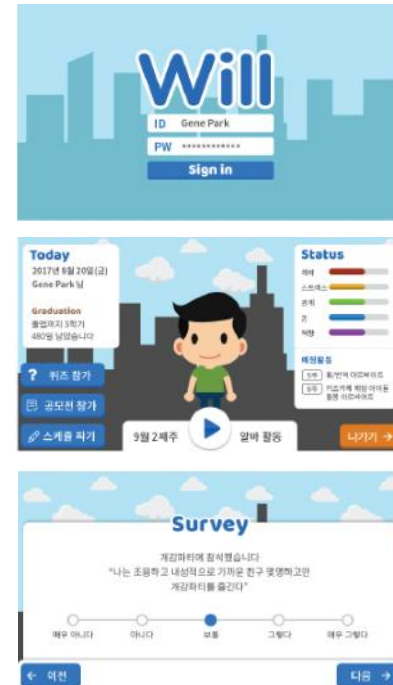 Will
ID Gene Park
PW ************
Sign in
Today
2017년 9월 20일(금)
Gene Park 님
Graduation
졸업까지 3학기
480일 남았습니다
? 퀴즈 참가
공모전 참가
스케줄 짜기
9월 2째주
알바 활동
Status
스트레스
관계
꿈
예정활동
나가기 →
Survey
개강파티에 참석했습니다
"나는 조용하고 내성적으로 가까운 친구 몇명하고만
개강파티를 즐긴다"
매우 아니다
아니다
보통
그렇다
매우 그렇다
← 이전
다음 →